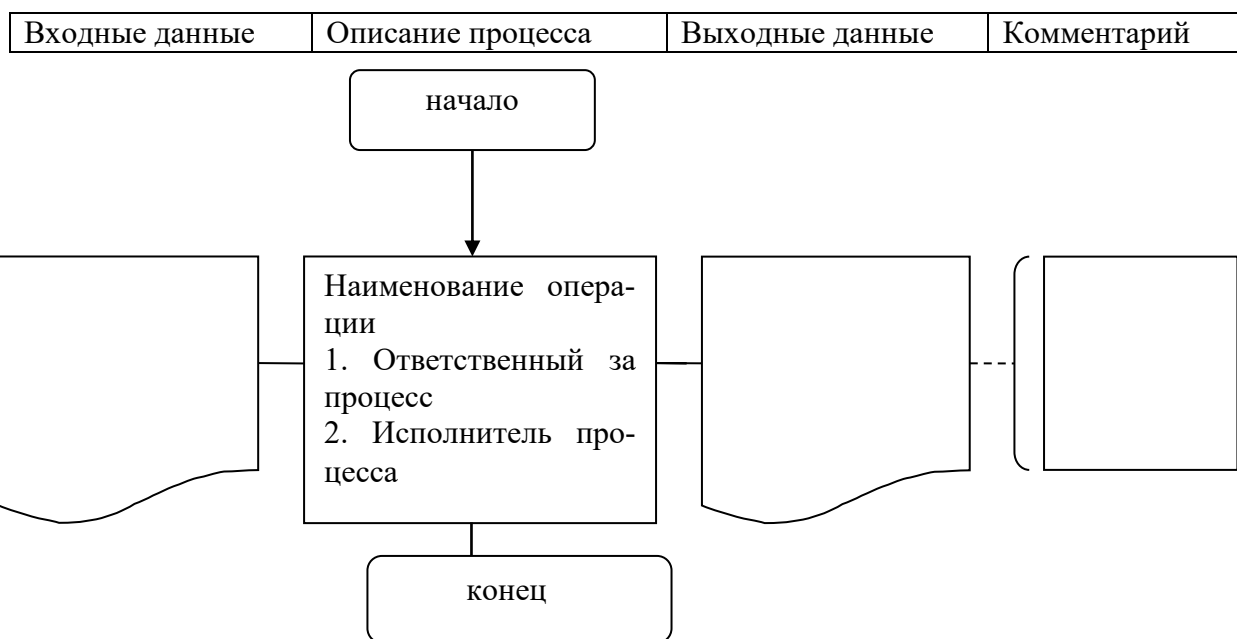 Входные данные Описание процесса Выходные данные Комментарий
начало
Наименование опера-
ции
1. Ответственный за
процесс
2. Исполнитель про-
цесса
конец